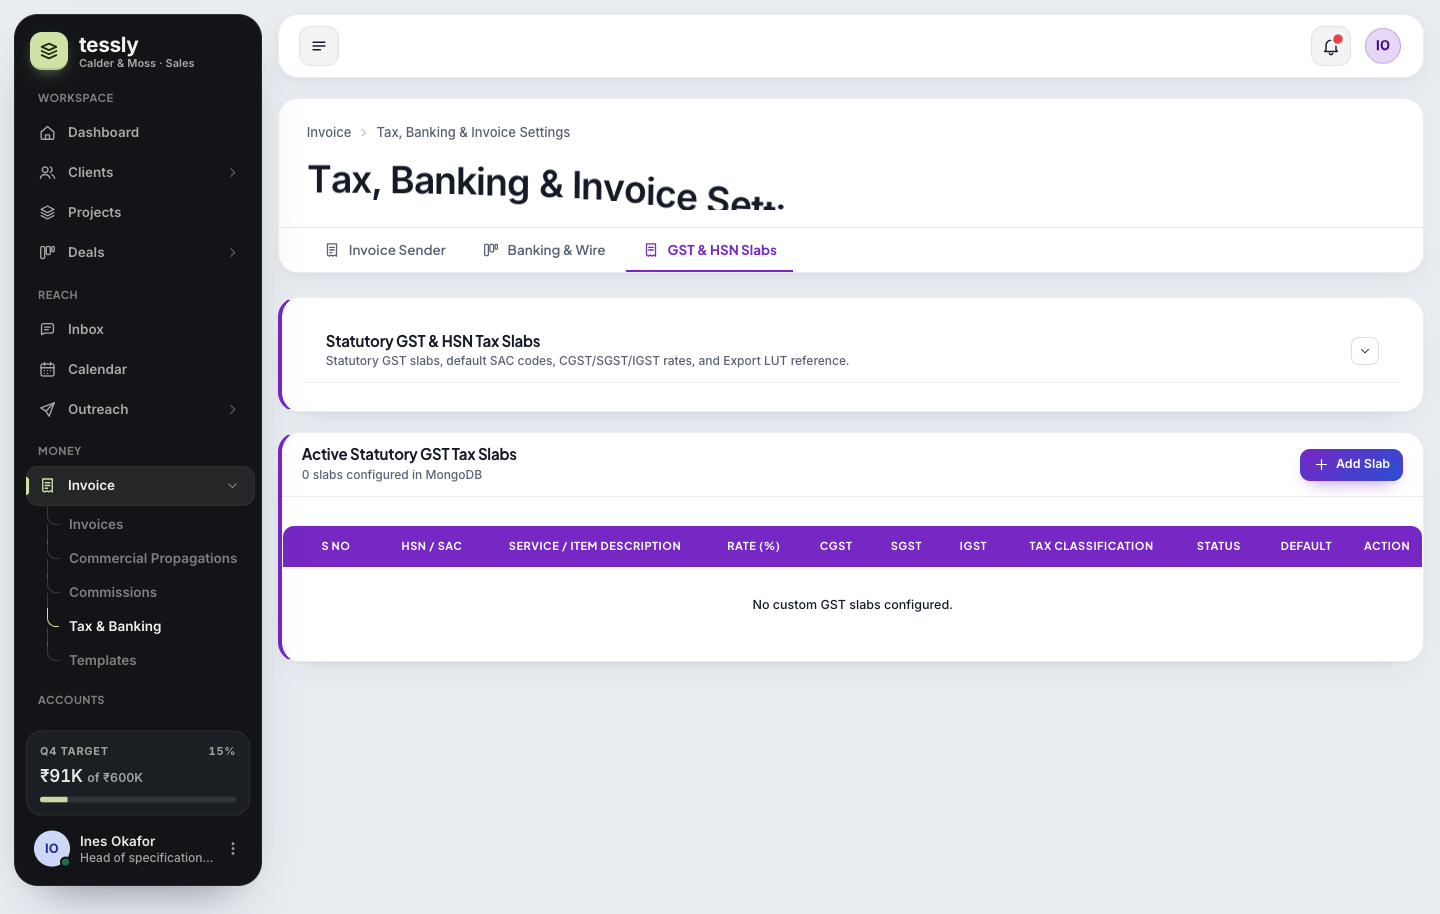 tessly
Calder & Moss · Sales
WORKSPACE
Dashboard
Clients
Projects
Deals
REACH
Inbox
Calendar
Outreach
MONEY
Invoice
Invoices
Commercial Propagations
Commissions
Tax & Banking
Templates
ACCOUNTS
Q4 TARGET 15%
₹91K of ₹600K
IO
Ines Okafor
Head of specification...
IO
Invoice > Tax, Banking & Invoice Settings
Tax, Banking & Invoice
Invoice Sender Banking & Wire GST & HSN Slabs
Statutory GST & HSN Tax Slabs
Statutory GST slabs, default SAC codes, CGST/SGST/IGST rates, and Export LUT reference.
Active Statutory GST Tax Slabs
0 slabs configured in MongoDB
Add Slab
S NO HSN / SAC SERVICE / ITEM DESCRIPTION RATE (%) CGST SGST IGST TAX CLASSIFICATION STATUS DEFAULT ACTION
No custom GST slabs configured.